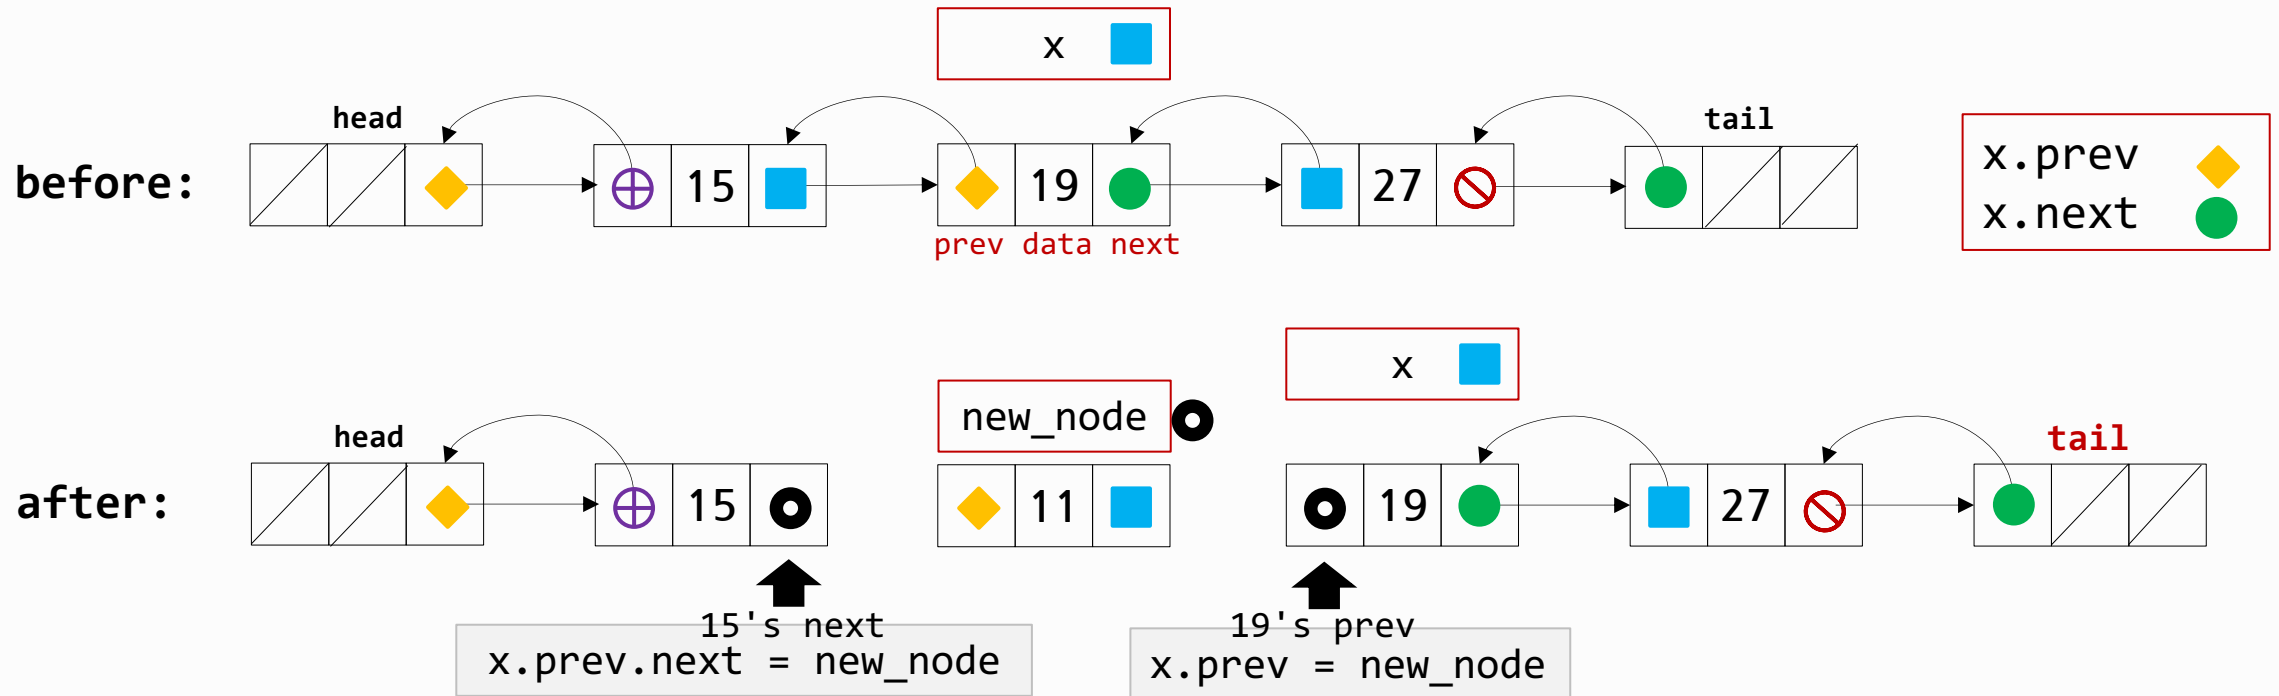 x
head
tail
before:
15
19
27
x.prev
x.next
prev data next
x
new_node
head
tail
after:
15
11
19
27
15's next
19's prev
x.prev.next = new_node
x.prev = new_node